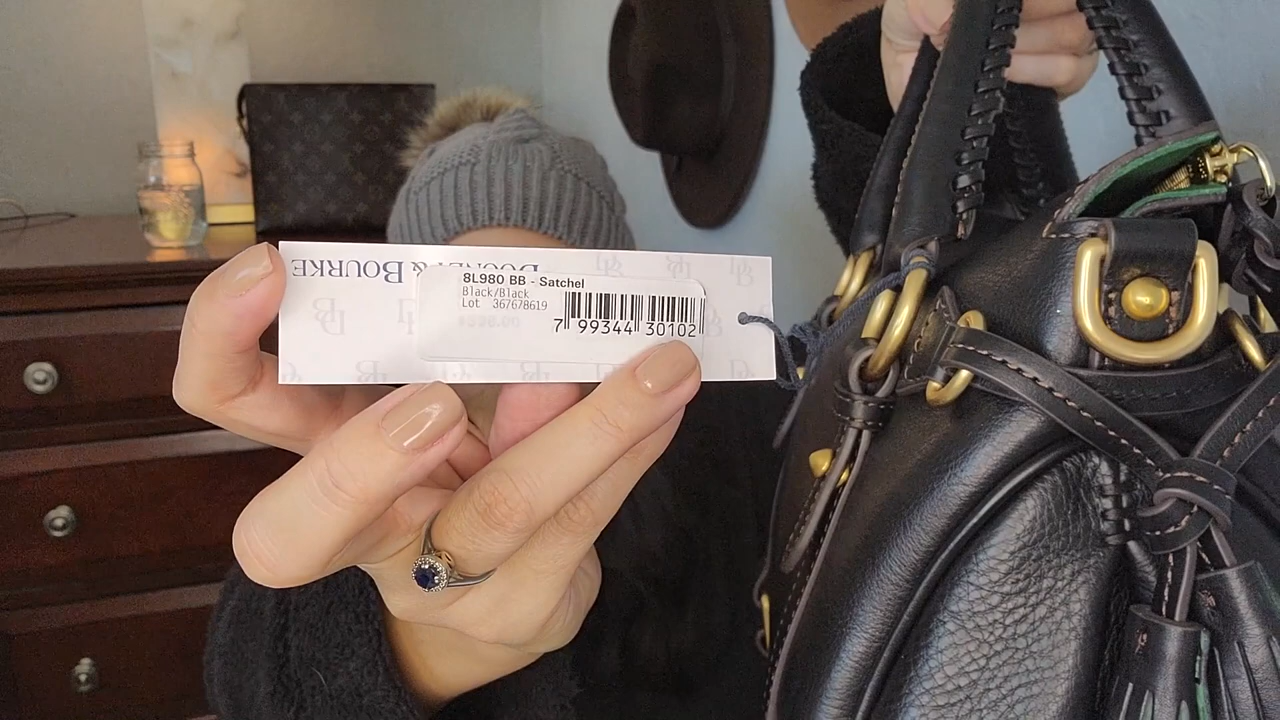 DOONEY & BOURKE
8L980 BB - Satchel
Black/Black
Lot 367678619
7 99344 30102